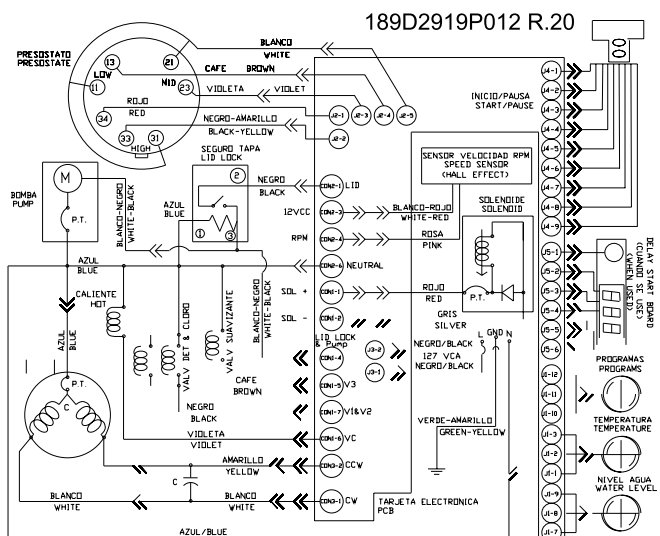 189D2919P012 R.20
PRESOSTATO
PRESOSTATE
13
21
LOW
11
MID
23
34
33
31
HIGH
BLANCO
WHITE
CAFE BROWN
VIOLETA VIOLET
ROJO
RED
NEGRO-AMARILLO
BLACK-YELLOW
J2-1
J2-3
J2-4
J2-5
J2-2
INICIO/PAUSA
START/PAUSE
J4-1
J4-2
J4-3
J4-4
J4-5
J4-6
J4-7
J4-8
J4-9
SENSOR VELOCIDAD RPM
SPEED SENSOR
(HALL EFFECT)
BOMBA
PUMP
M
P.T.
BLANCO-NEGRO
WHITE-BLACK
SEGURO TAPA
LID LOCK
2
1
3
AZUL
BLUE
NEGRO
BLACK
CON2-1 LID
12VCC CON2-3
BLANCO-ROJO
WHITE-RED
RPM CON2-4
ROSA
PINK
CON2-6 NEUTRAL
SOLENOIDE
SOLENOID
P.T.
SOL + CON1-1
ROJO
RED
SOL - CON1-2
LID LOCK
& Pump
CON1-4
J3-2
J3-1
GRIS
SILVER
L GND N
NEGRO/BLACK
127 VCA
NEGRO/BLACK
J5-1
J5-2
J5-3
J5-4
J5-5
J5-6
DELAY START BOARD
(CUANDO SE USE)
(WHEN USED)
AZUL
BLUE
CALIENTE
HOT
AZUL
BLUE
P.T.
C
VALV DET & CLORO
VALV SUAVIZANTE
BLANCO-NEGRO
WHITE-BLACK
CAFE
BROWN
CON1-5 V3
NEGRO
BLACK
CON1-7 V1&V2
VIOLETA
VIOLET
CON1-6 VC
AMARILLO
YELLOW
CON3-2 CCW
C
BLANCO
WHITE
BLANCO
WHITE
CON3-1 CW
VERDE-AMARILLO
GREEN-YELLOW
TARJETA ELECTRONICA
PCB
PROGRAMAS
PROGRAMS
J1-12
J1-11
J1-10
TEMPERATURA
TEMPERATURE
J1-3
J1-2
J1-1
NIVEL AGUA
WATER LEVEL
J1-9
J1-8
J1-7
AZUL/BLUE